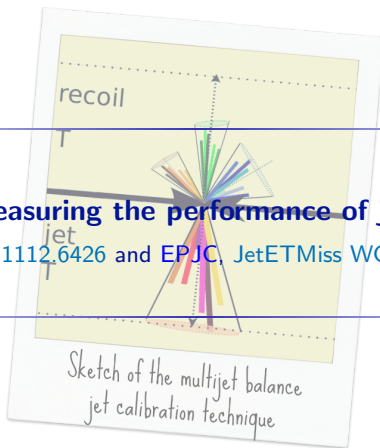 recoil
T
easuring the performance of
jet
1112.6426 and EPJC, JetETMiss
T
Sketch of the multijet balance
jet calibration technique